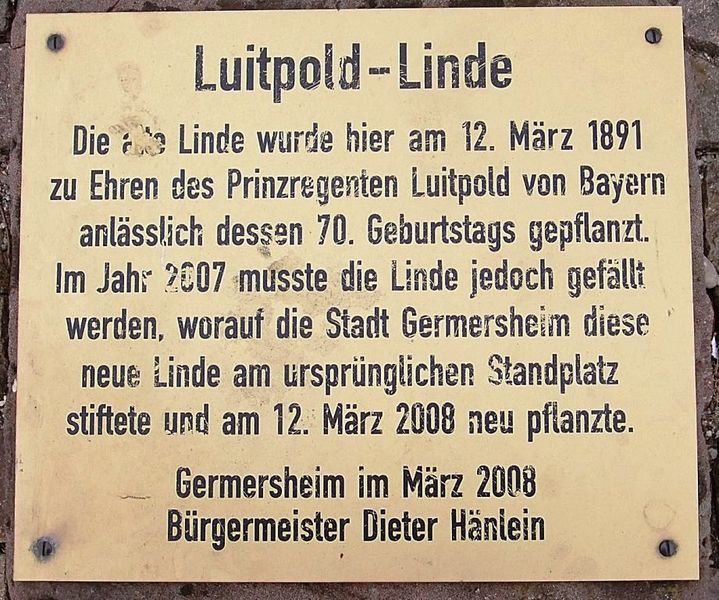 Luitpold-Linde
Die alte Linde wurde hier am 12. März 1891
zu Ehren des Prinzregenten Luitpold von Bayern
anlässlich dessen 70. Geburtstags gepflanzt.
Im Jahr 2007 musste die Linde jedoch gefällt
werden, worauf die Stadt Germersheim diese
neue Linde am ursprünglichen Standplatz
stiftete und am 12. März 2008 neu pflanzte.
Germersheim im März 2008
Bürgermeister Dieter Hänlein